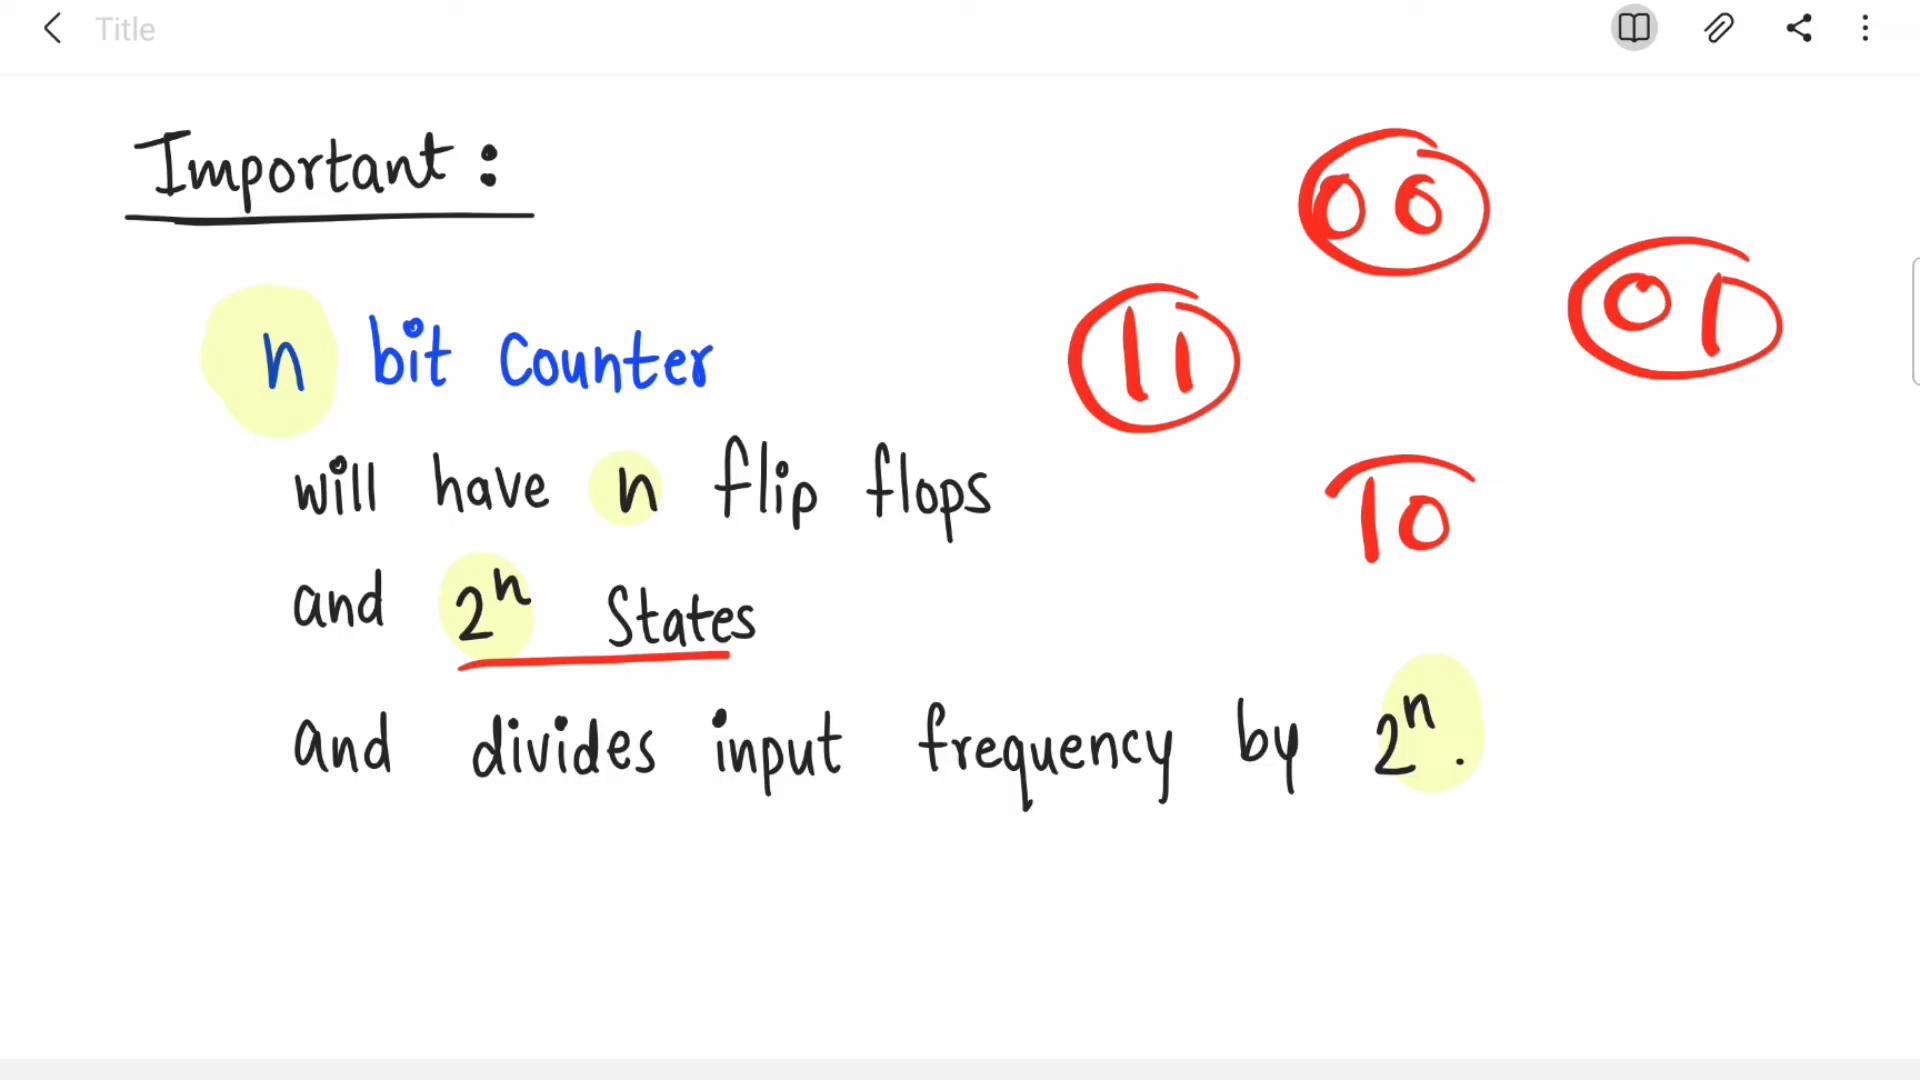 Title
Important :
00
01
n bit Counter
11
will have n flip flops
10
and 2^n States
and divides input frequency by 2^n.